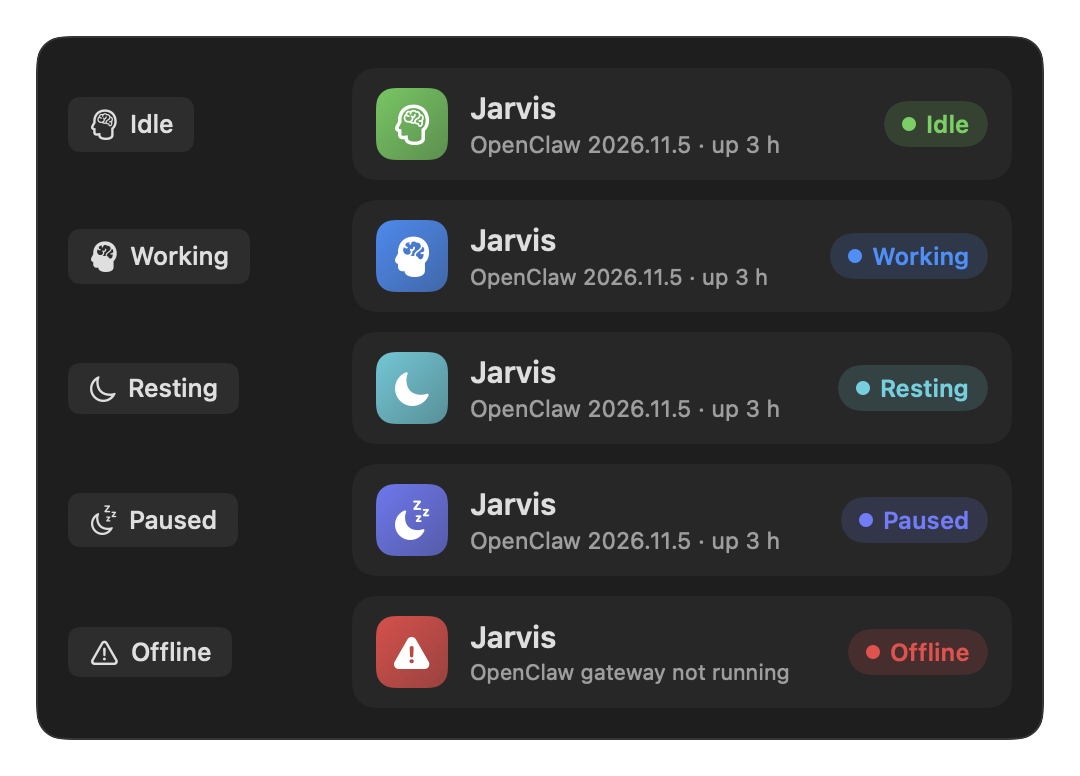 Idle
Jarvis
OpenClaw 2026.11.5 · up 3 h
Idle
Working
Jarvis
OpenClaw 2026.11.5 · up 3 h
Working
Resting
Jarvis
OpenClaw 2026.11.5 · up 3 h
Resting
zzz
Paused
zzz
Jarvis
OpenClaw 2026.11.5 · up 3 h
Paused
Offline
Jarvis
OpenClaw gateway not running
Offline